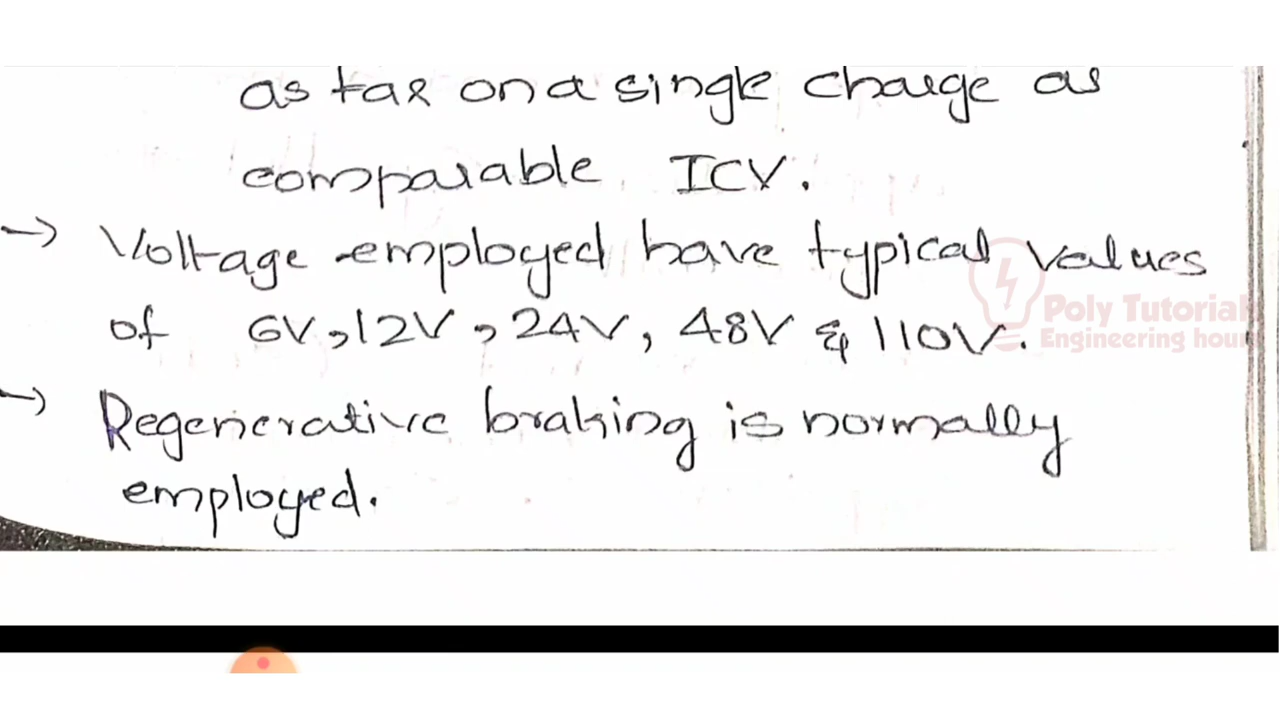 as far on a single charge as
comparable ICV.
→ Voltage employed have typical values
of 6V, 12V, 24V, 48V & 110V.
Poly Tutorial
Engineering hou
→ Regenerative braking is normally
employed.